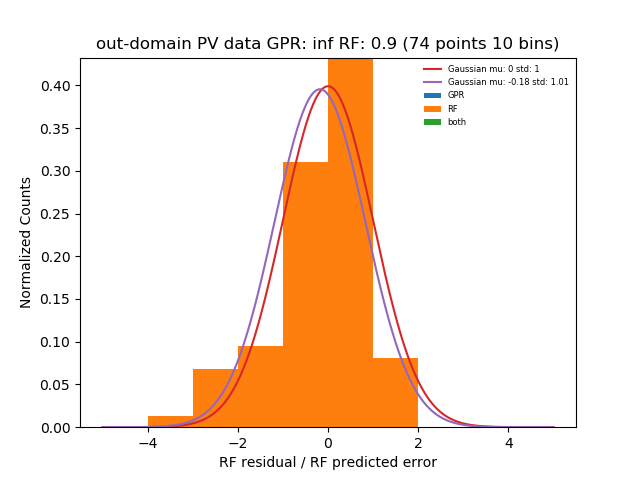 out-domain PV data GPR: inf RF: 0.9 (74 points 10 bins)
Gaussian mu: 0 std: 1
Gaussian mu: -0.18 std: 1.01
GPR
RF
both
Normalized Counts
0.40
0.35
0.30
0.25
0.20
0.15
0.10
0.05
0.00
−4
−2
0
2
4
RF residual / RF predicted error